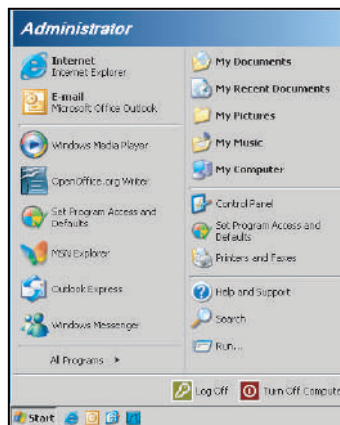 Administrator
Internet
Internet Explorer
E-mail
Microsoft Office Outlook
Windows Media Player
OpenOffice.org Writer
Set Program Access and
Defaults
MSN Explorer
Outlook Express
Windows Messenger
All Programs
My Documents
My Recent Documents
My Pictures
My Music
My Computer
Control Panel
Set Program Access and
Defaults
Printers and Faxes
Help and Support
Search
Run...
Log Off
Turn Off Computer
Start